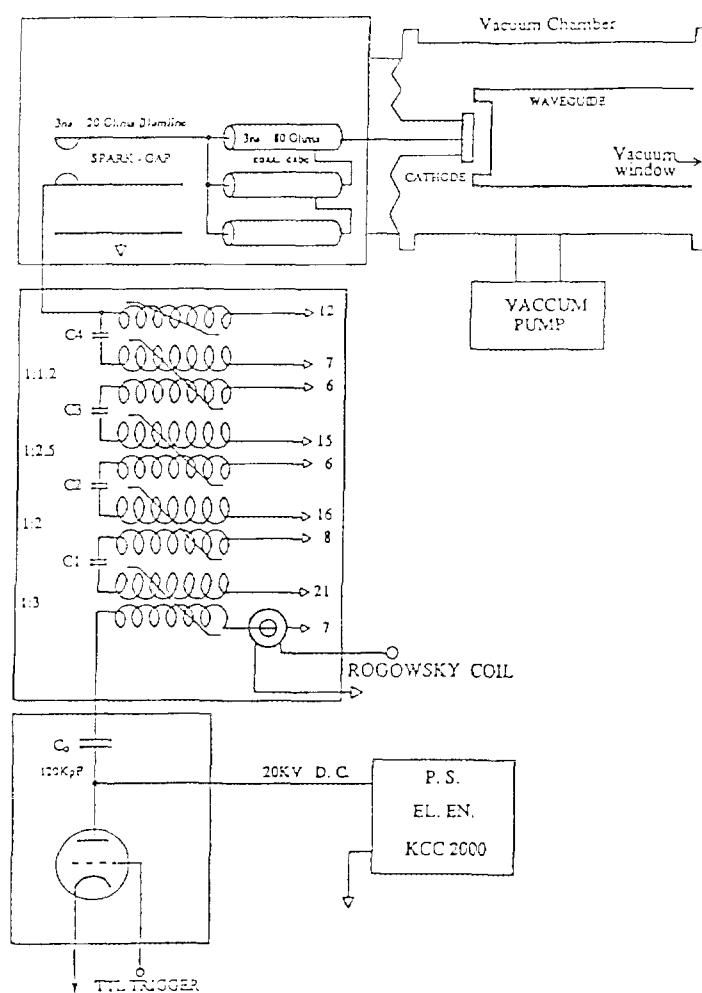 Vacuum Chamber
3ns 20 Ohms Blumline
3ns 80 Ohms
WAVEGUIDE
SPARK - GAP
COAX. CABLE
Vacuum
window
CATHODE
VACCUM
PUMP
12
C4
7
1:1.2
6
C3
15
1:2.5
6
C2
16
1:2
8
C1
21
1:3
7
ROGOWSKY COIL
C₀
120KpF
20KV D. C.
P. S.
EL. EN.
KCC 2000
TTL TRIGGER